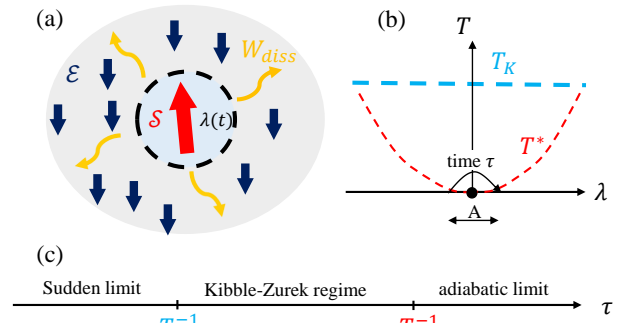 (a)
ℰ
W_diss
𝒮
λ(t)
(b)
T
T_K
T*
time τ
A
λ
(c)
Sudden limit
Kibble-Zurek regime
adiabatic limit
τ